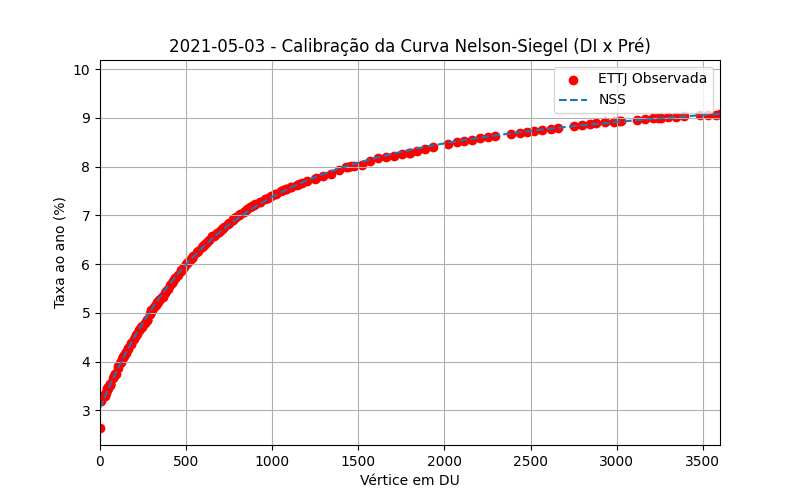 2021-05-03 - Calibração da Curva Nelson-Siegel (DI x Pré)
ETTJ Observada
NSS
Taxa ao ano (%)
10
9
8
7
6
5
4
3
0 500 1000 1500 2000 2500 3000 3500
Vértice em DU